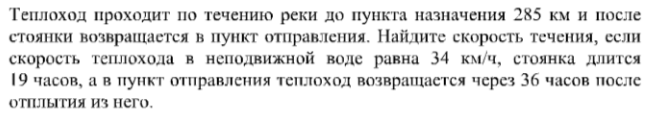 Теплоход проходит по течению реки до пункта назначения 285 км и после
стоянки возвращается в пункт отправления. Найдите скорость течения, если
скорость теплохода в неподвижной воде равна 34 км/ч, стоянка длится
19 часов, а в пункт отправления теплоход возвращается через 36 часов после
отплытия из него.